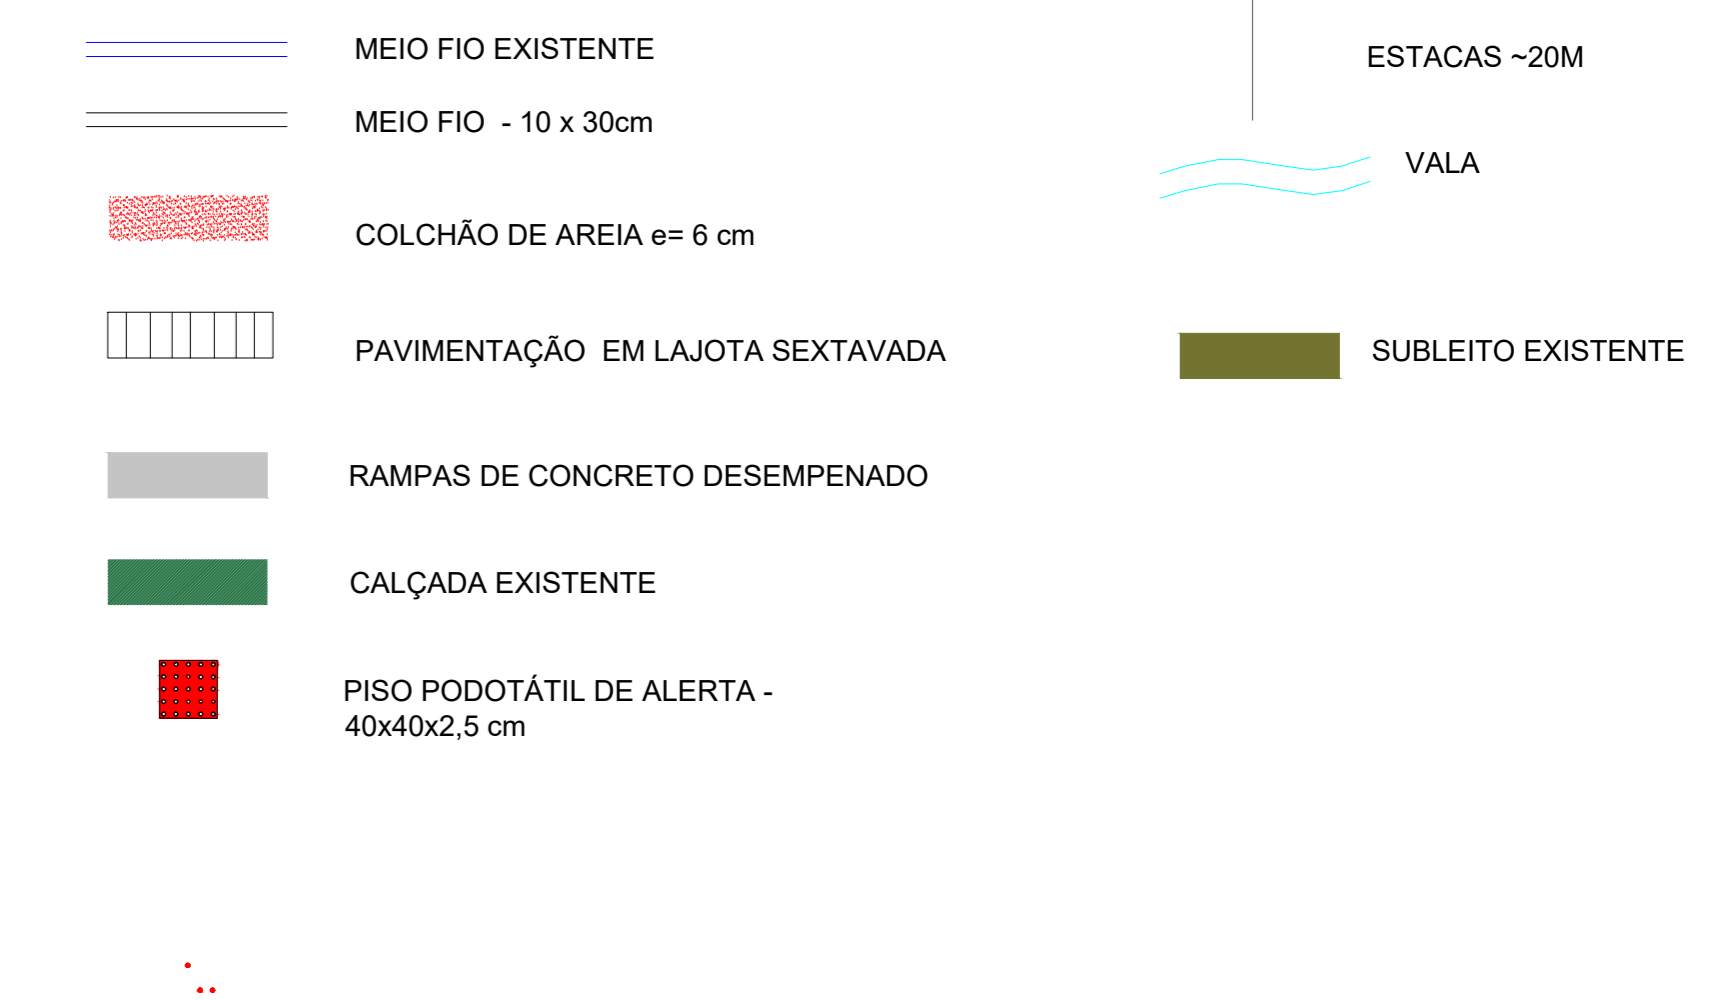 MEIO FIO EXISTENTE
MEIO FIO - 10 x 30cm
COLCHÃO DE AREIA e= 6 cm
PAVIMENTAÇÃO EM LAJOTA SEXTAVADA
RAMPAS DE CONCRETO DESEMPENADO
CALÇADA EXISTENTE
PISO PODOTÁTIL DE ALERTA -
40x40x2,5 cm
ESTACAS ~20M
VALA
SUBLEITO EXISTENTE